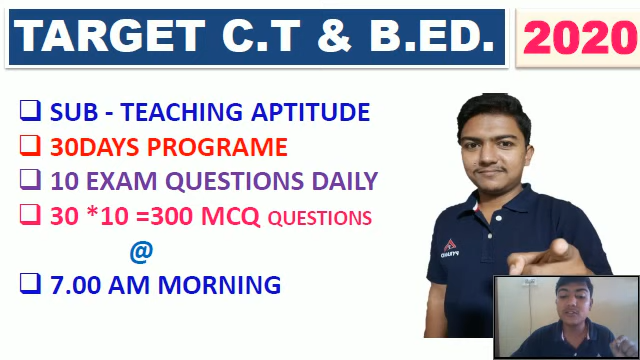 TARGET C.T & B.ED.
2020
SUB - TEACHING APTITUDE
30DAYS PROGRAME
10 EXAM QUESTIONS DAILY
30 *10 =300 MCQ QUESTIONS
@
7.00 AM MORNING